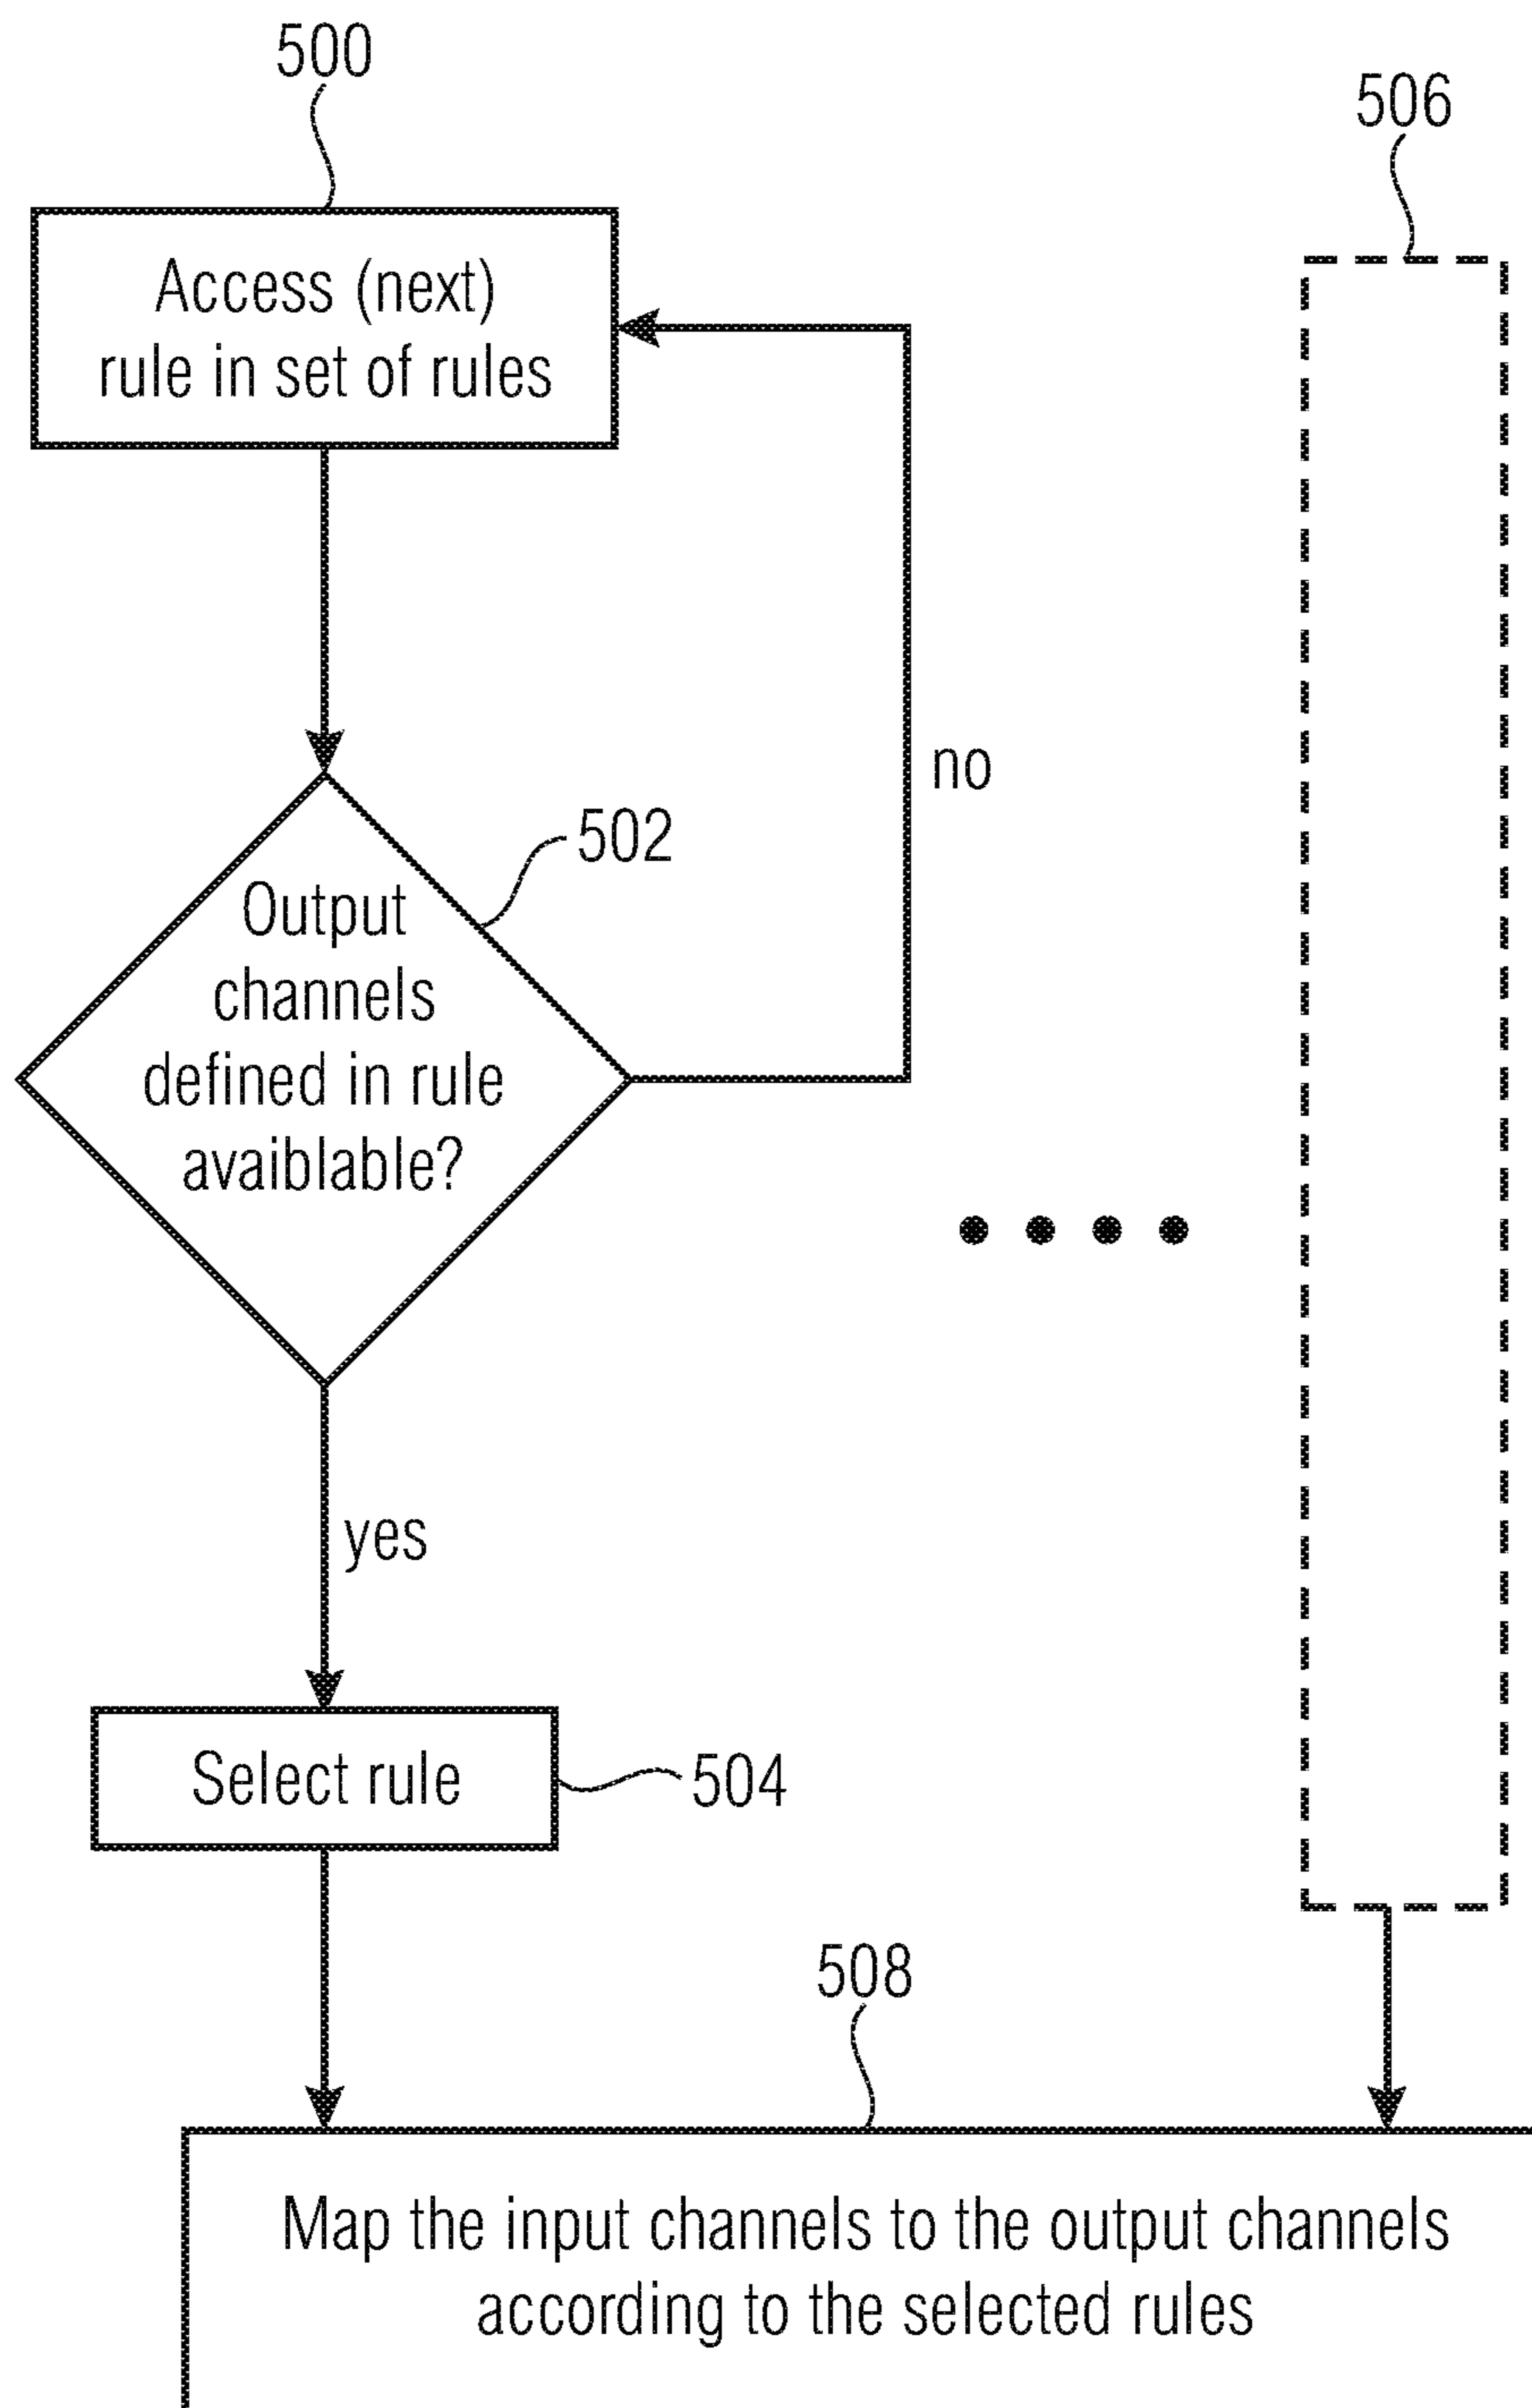 500
506
Access (next)
rule in set of rules
no
502
Output
channels
defined in rule
avaiblable?
yes
Select rule
504
508
Map the input channels to the output channels
according to the selected rules